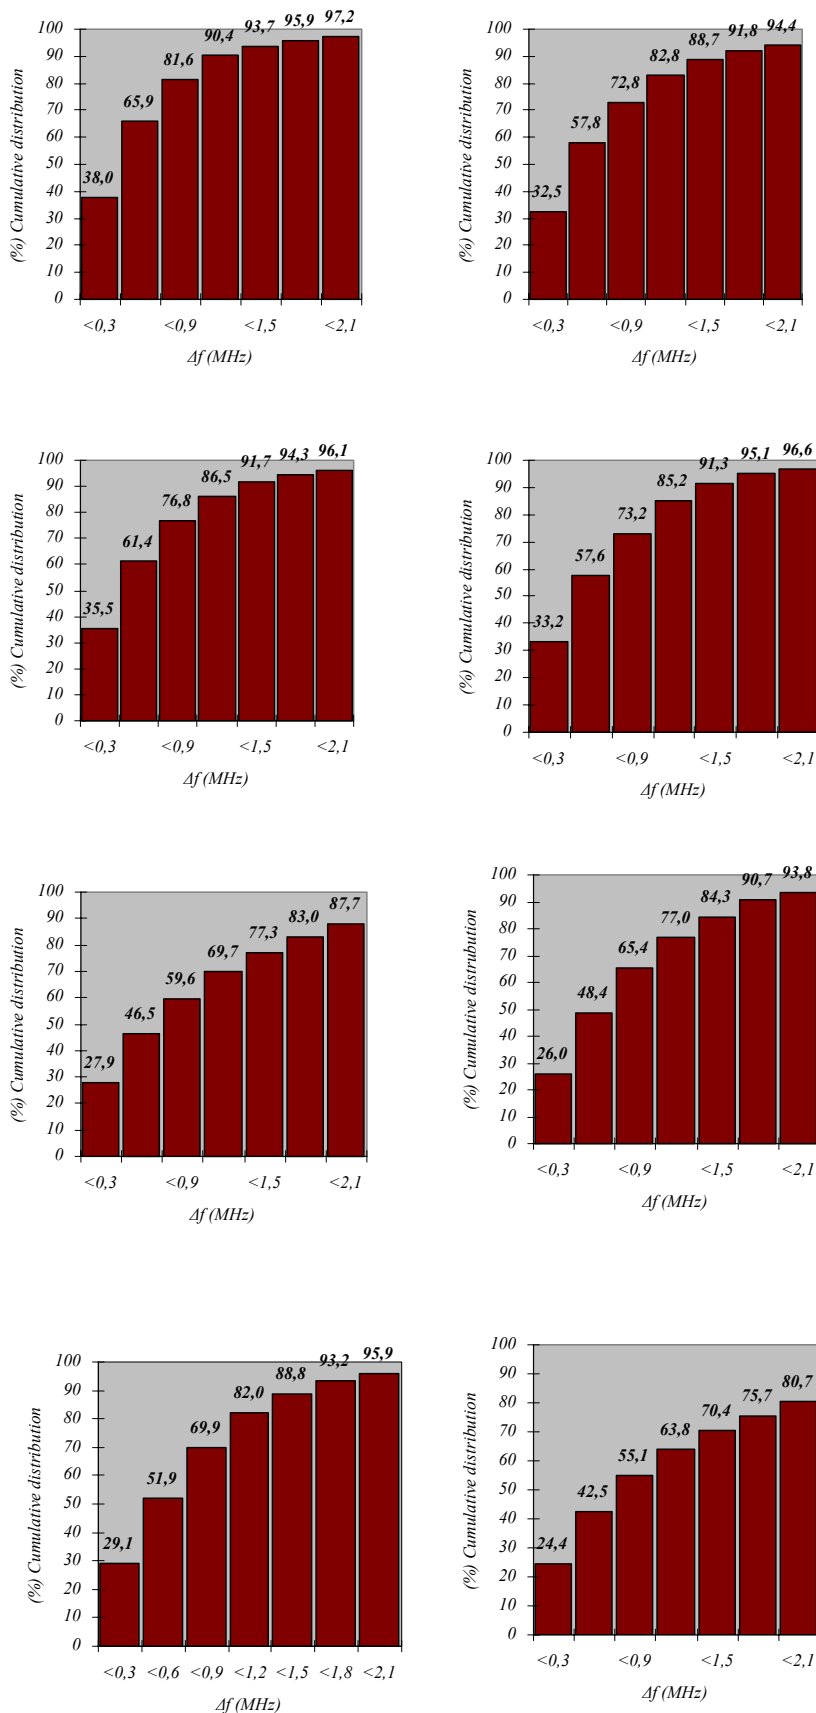 38,0 65,9 81,6 90,4 93,7 95,9 97,2
100
90
80
70
60
50
40
30
20
10
0
(%) Cumulative distribution
<0,3 <0,9 <1,5 <2,1
Δf (MHz)
32,5 57,8 72,8 82,8 88,7 91,8 94,4
100
90
80
70
60
50
40
30
20
10
0
(%) Cumulative distribution
<0,3 <0,9 <1,5 <2,1
Δf (MHz)
35,5 61,4 76,8 86,5 91,7 94,3 96,1
100
90
80
70
60
50
40
30
20
10
0
(%) Cumulative distribution
<0,3 <0,9 <1,5 <2,1
Δf (MHz)
33,2 57,6 73,2 85,2 91,3 95,1 96,6
100
90
80
70
60
50
40
30
20
10
0
(%) Cumulative distribution
<0,3 <0,9 <1,5 <2,1
Δf (MHz)
27,9 46,5 59,6 69,7 77,3 83,0 87,7
100
90
80
70
60
50
40
30
20
10
0
(%) Cumulative distribution
<0,3 <0,9 <1,5 <2,1
Δf (MHz)
26,0 48,4 65,4 77,0 84,3 90,7 93,8
100
90
80
70
60
50
40
30
20
10
0
(%) Cumulative distrubution
<0,3 <0,9 <1,5 <2,1
Δf (MHz)
29,1 51,9 69,9 82,0 88,8 93,2 95,9
100
90
80
70
60
50
40
30
20
10
0
(%) Cumulative distribution
<0,3 <0,6 <0,9 <1,2 <1,5 <1,8 <2,1
Δf (MHz)
24,4 42,5 55,1 63,8 70,4 75,7 80,7
100
90
80
70
60
50
40
30
20
10
0
(%) Cumulative distribution
<0,3 <0,9 <1,5 <2,1
Δf (MHz)